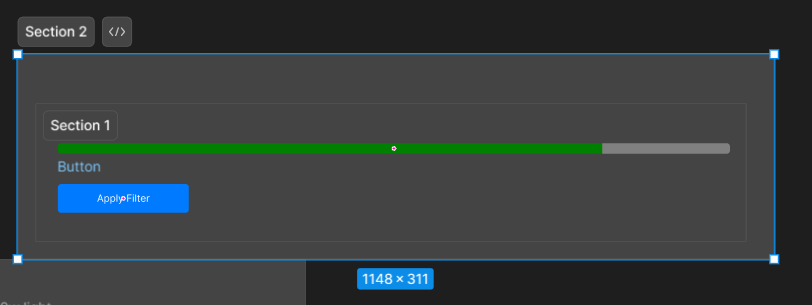 Section 2
</>
Section 1
Button
Apply Filter
1148 × 311